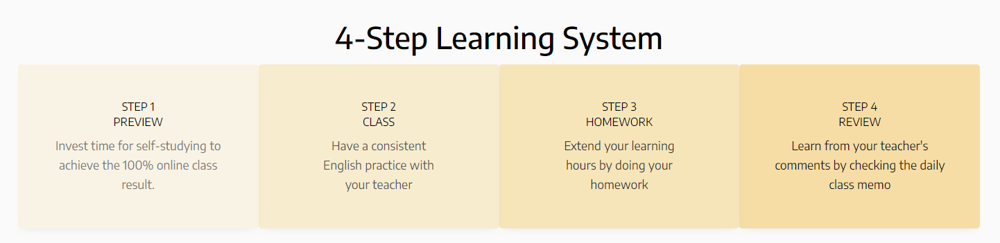 4-Step Learning System
STEP 1
PREVIEW
Invest time for self-studying to
achieve the 100% online class
result.
STEP 2
CLASS
Have a consistent
English practice with
your teacher
STEP 3
HOMEWORK
Extend your learning
hours by doing your
homework
STEP 4
REVIEW
Learn from your teacher's
comments by checking the daily
class memo